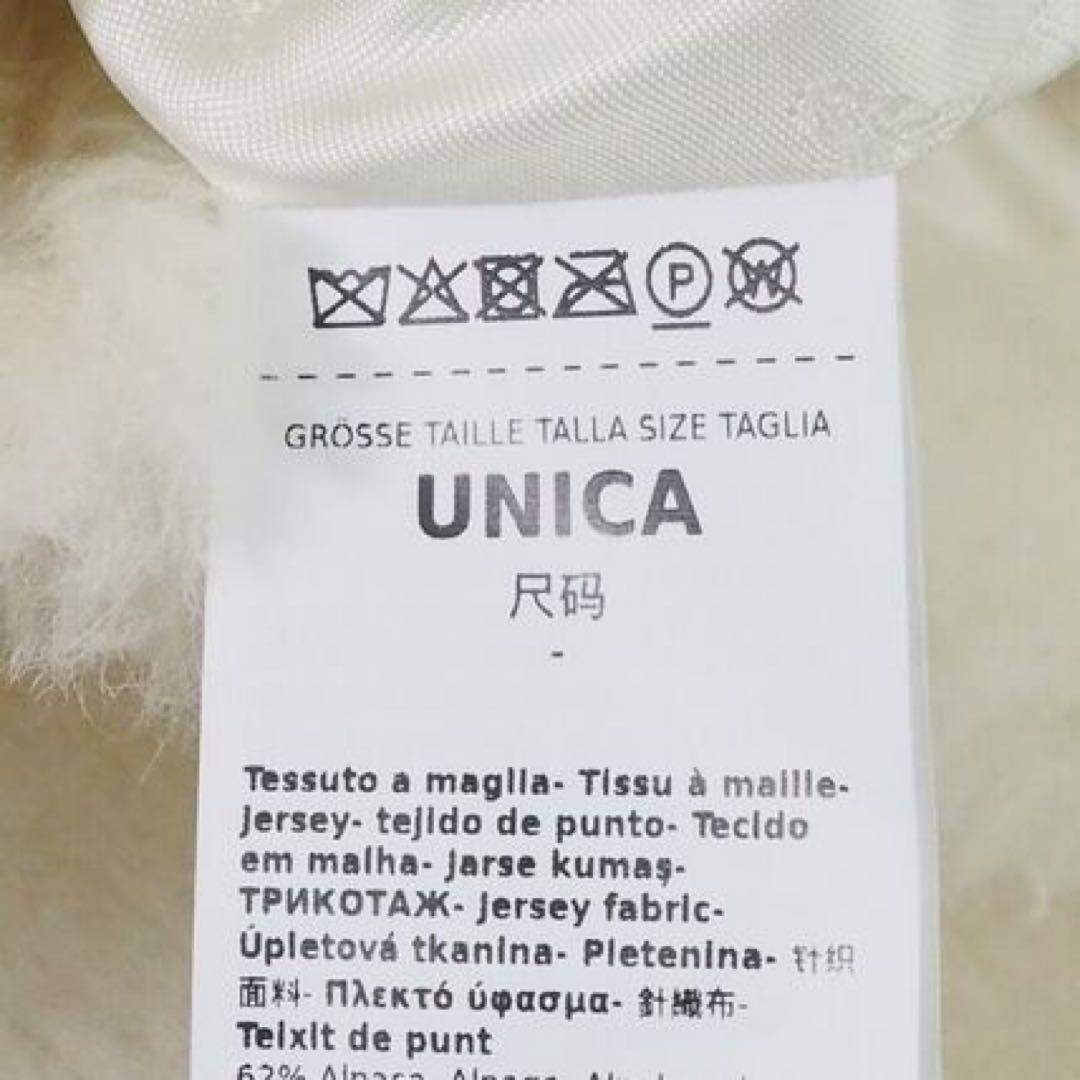 P W
GRÖSSE TAILLE TALLA SIZE TAGLIA
UNICA
尺码
-
Tessuto a maglia- Tissu à maille-
Jersey- tejido de punto- Tecido
em malha- Jarse kumaş-
ТРИКОТАЖ- Jersey fabric-
Úpletová tkanina- Pletenina- 针织
面料- Πλεκτό ύφασμα- 針織布-
Teixit de punt
62% Alpaca